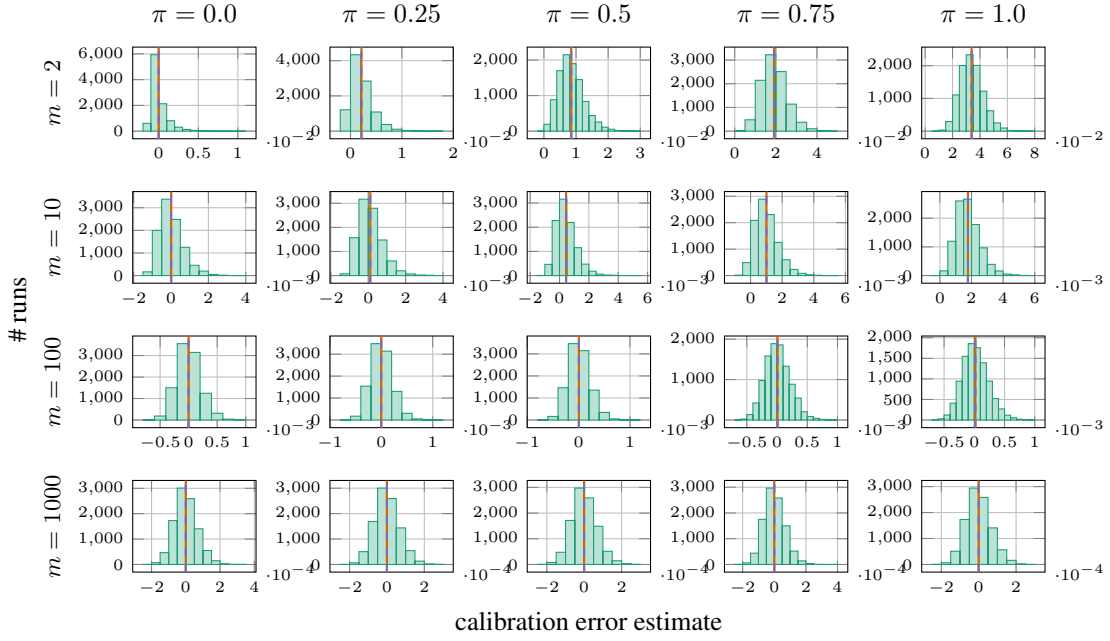 π = 0.0 π = 0.25 π = 0.5 π = 0.75 π = 1.0
m = 2
6,000 4,000 2,000 0
0 0.5 1 ·10⁻²
4,000 2,000 0
0 1 2 ·10⁻²
2,000 1,000 0
0 1 2 3 ·10⁻²
3,000 2,000 1,000 0
0 2 4 ·10⁻²
2,000 1,000 0
0 2 4 6 8 ·10⁻²
m = 10
3,000 2,000 1,000 0
−2 0 2 4 ·10⁻³
3,000 2,000 1,000 0
−2 0 2 4 ·10⁻³
3,000 2,000 1,000 0
−2 0 2 4 6 ·10⁻³
3,000 2,000 1,000 0
0 2 4 6 ·10⁻³
2,000 1,000 0
0 2 4 6 ·10⁻³
# runs
m = 100
3,000 2,000 1,000 0
−0.5 0 0.5 1 ·10⁻³
3,000 2,000 1,000 0
−1 0 1 ·10⁻³
3,000 2,000 1,000 0
−1 0 1 ·10⁻³
2,000 1,000 0
−0.5 0 0.5 1 ·10⁻³
2,000 1,500 1,000 500 0
−0.5 0 0.5 1 ·10⁻³
m = 1000
3,000 2,000 1,000 0
−2 0 2 4 ·10⁻⁴
3,000 2,000 1,000 0
−2 0 2 ·10⁻⁴
3,000 2,000 1,000 0
−2 0 2 ·10⁻⁴
3,000 2,000 1,000 0
−2 0 2 4 ·10⁻⁴
3,000 2,000 1,000 0
−2 0 2 ·10⁻⁴
calibration error estimate